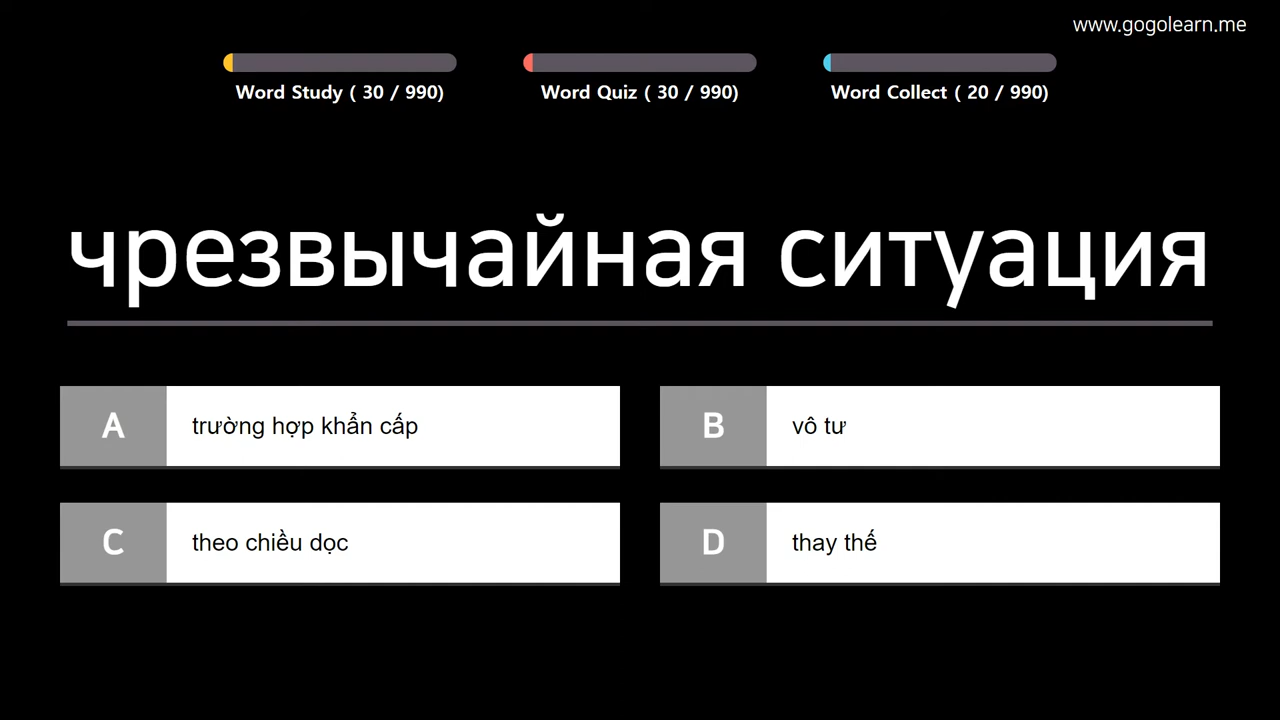 www.gogolearn.me
Word Study ( 30 / 990)
Word Quiz ( 30 / 990)
Word Collect ( 20 / 990)
чрезвычайная ситуация
A trường hợp khẩn cấp
B vô tư
C theo chiều dọc
D thay thế